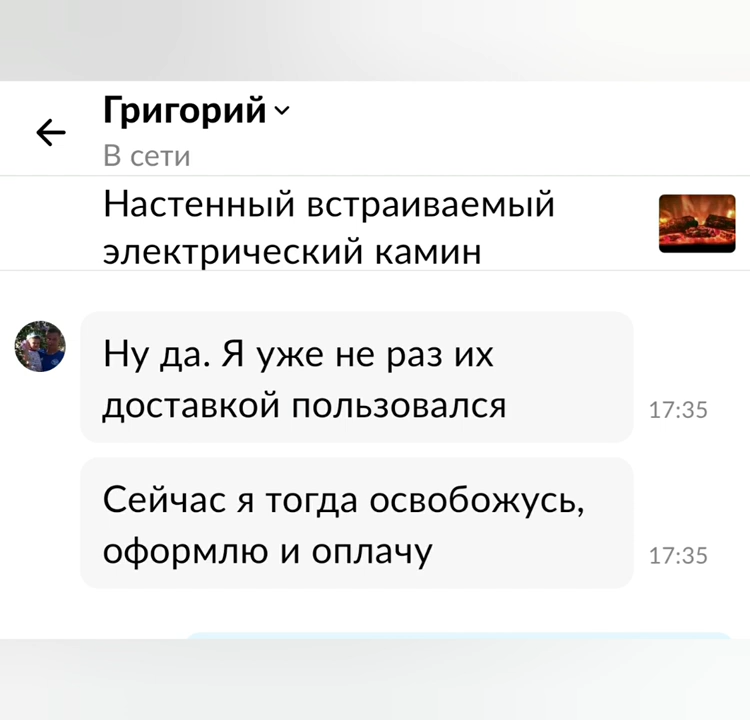 Григорий
В сети
Настенный встраиваемый
электрический камин
Ну да. Я уже не раз их
доставкой пользовался
17:35
Сейчас я тогда освобожусь,
оформлю и оплачу
17:35